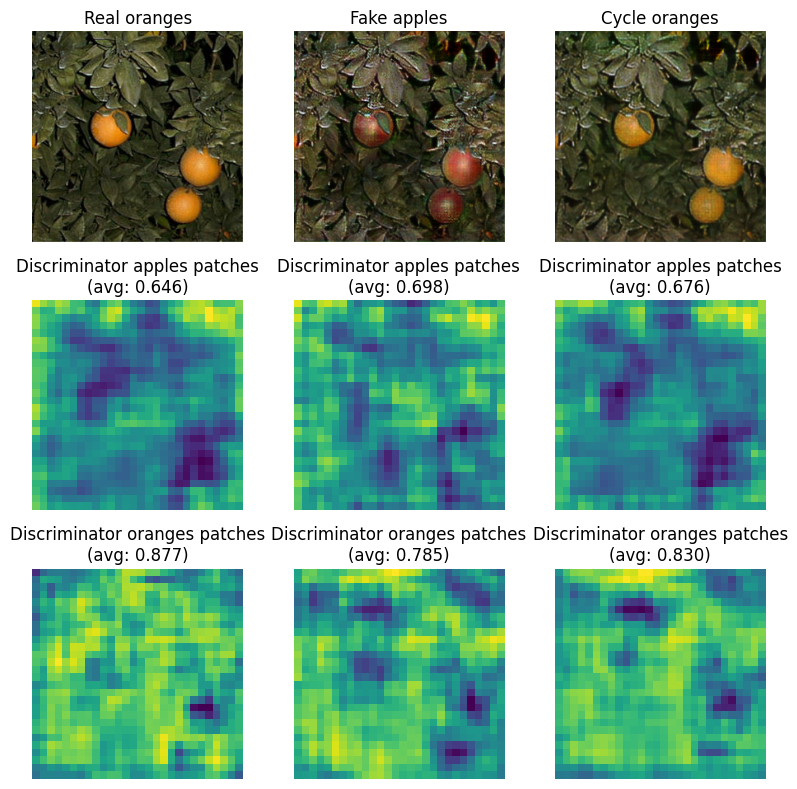 Real oranges
Fake apples
Cycle oranges
Discriminator apples patches
(avg: 0.646)
Discriminator apples patches
(avg: 0.698)
Discriminator apples patches
(avg: 0.676)
Discriminator oranges patches
(avg: 0.877)
Discriminator oranges patches
(avg: 0.785)
Discriminator oranges patches
(avg: 0.830)